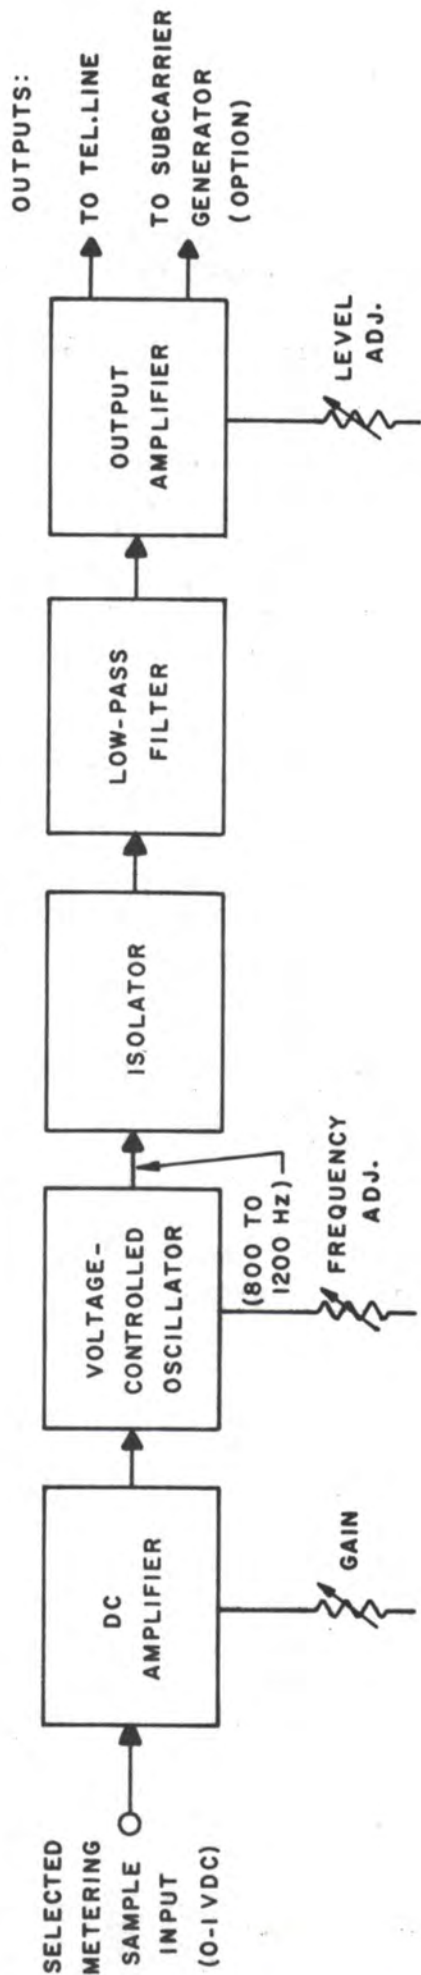 SELECTED
METERING
SAMPLE
INPUT
(0-1 VDC)
DC
AMPLIFIER
GAIN
VOLTAGE-
CONTROLLED
OSCILLATOR
(800 TO
1200 Hz)
FREQUENCY
ADJ.
ISOLATOR
LOW-PASS
FILTER
OUTPUT
AMPLIFIER
LEVEL
ADJ.
OUTPUTS:
TO TEL.LINE
TO SUBCARRIER
GENERATOR
(OPTION)